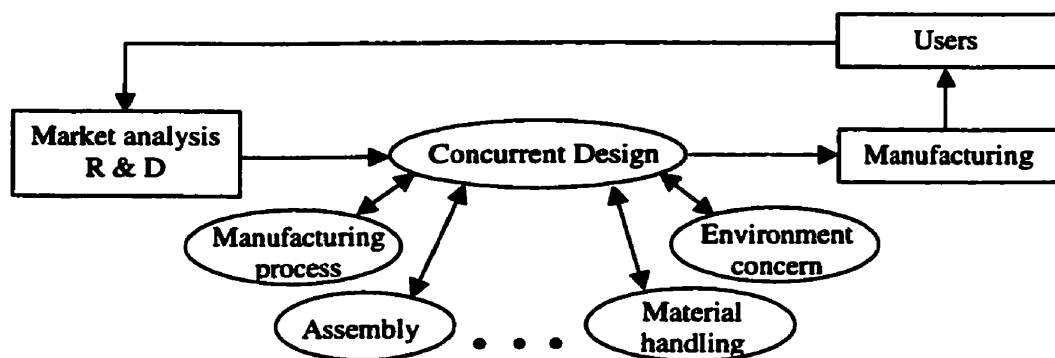 Users
Market analysis
R & D
Concurrent Design
Manufacturing
Manufacturing
process
Environment
concern
Assembly
• • •
Material
handling